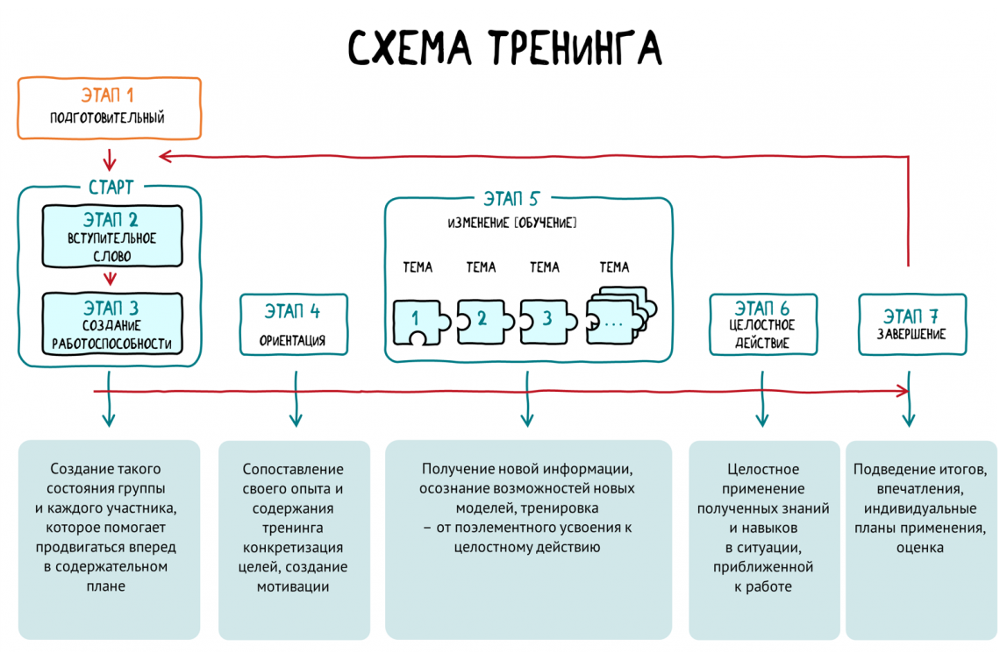 СХЕМА ТРЕНИНГА
ЭТАП 1
ПОДГОТОВИТЕЛЬНЫЙ
СТАРТ
ЭТАП 2
ВСТУПИТЕЛЬНОЕ
СЛОВО
ЭТАП 3
СОЗДАНИЕ
РАБОТОСПОСОБНОСТИ
ЭТАП 4
ОРИЕНТАЦИЯ
ЭТАП 5
ИЗМЕНЕНИЕ [ОБУЧЕНИЕ]
ТЕМА ТЕМА ТЕМА ТЕМА
1 2 3 ...
ЭТАП 6
ЦЕЛОСТНОЕ
ДЕЙСТВИЕ
ЭТАП 7
ЗАВЕРШЕНИЕ
Создание такого
состояния группы
и каждого участника,
которое помогает
продвигаться вперед
в содержательном
плане
Сопоставление
своего опыта и
содержания
тренинга
конкретизация
целей, создание
мотивации
Получение новой информации,
осознание возможностей новых
моделей, тренировка
– от поэлементного усвоения к
целостному действию
Целостное
применение
полученных знаний
и навыков
в ситуации,
приближенной
к работе
Подведение итогов,
впечатления,
индивидуальные
планы применения,
оценка